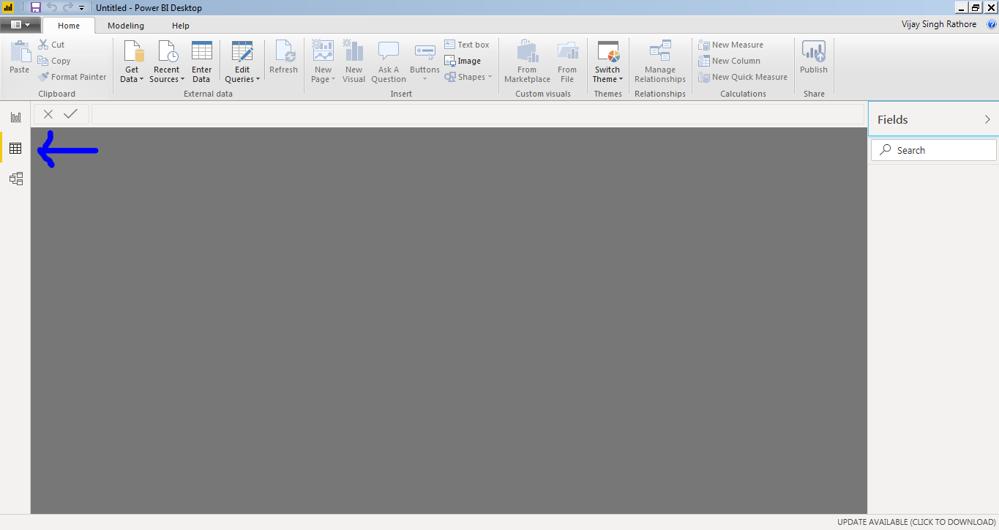 Untitled - Power BI Desktop
Home Modeling Help Vijay Singh Rathore
Paste
Cut
Copy
Format Painter
Clipboard
Get Data
Recent Sources
Enter Data
Edit Queries
Refresh
External data
New Page
New Visual
Ask A Question
Buttons
Text box
Image
Shapes
Insert
From Marketplace
From File
Custom visuals
Switch Theme
Themes
Manage Relationships
Relationships
New Measure
New Column
New Quick Measure
Calculations
Publish
Share
Fields
Search
UPDATE AVAILABLE (CLICK TO DOWNLOAD)